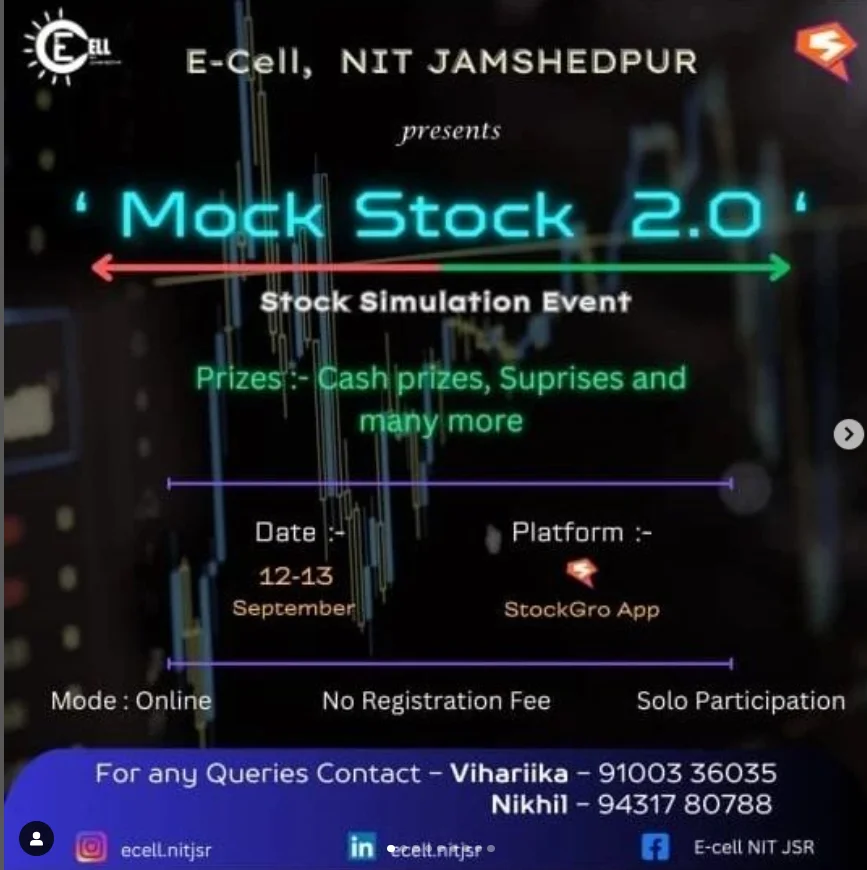 ELL
E-Cell, NIT JAMSHEDPUR
presents
‘ Mock Stock 2.0 ‘
Stock Simulation Event
Prizes :- Cash prizes, Suprises and
many more
Date :-
12-13
September
Platform :-
StockGro App
Mode : Online No Registration Fee Solo Participation
For any Queries Contact – Vihariika – 91003 36035
Nikhil – 94317 80788
ecell.nitjsr ecell.nitjsr E-cell NIT JSR